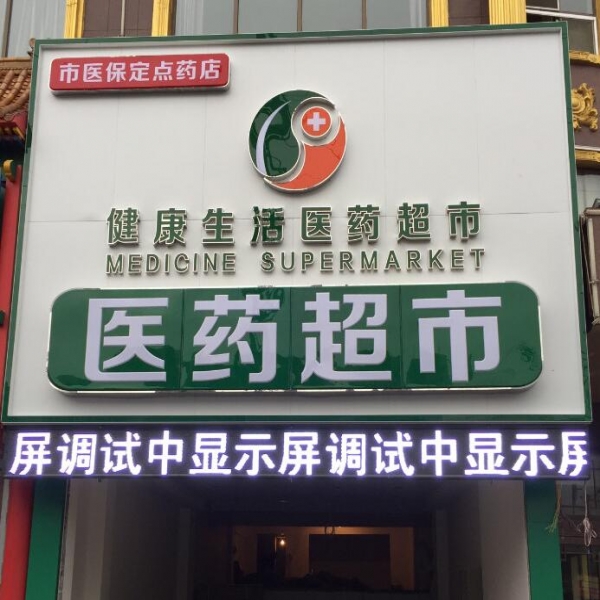 市医保定点药店
健康生活医药超市
MEDICINE SUPERMARKET
医药超市
屏调试中显示屏调试中显示屏